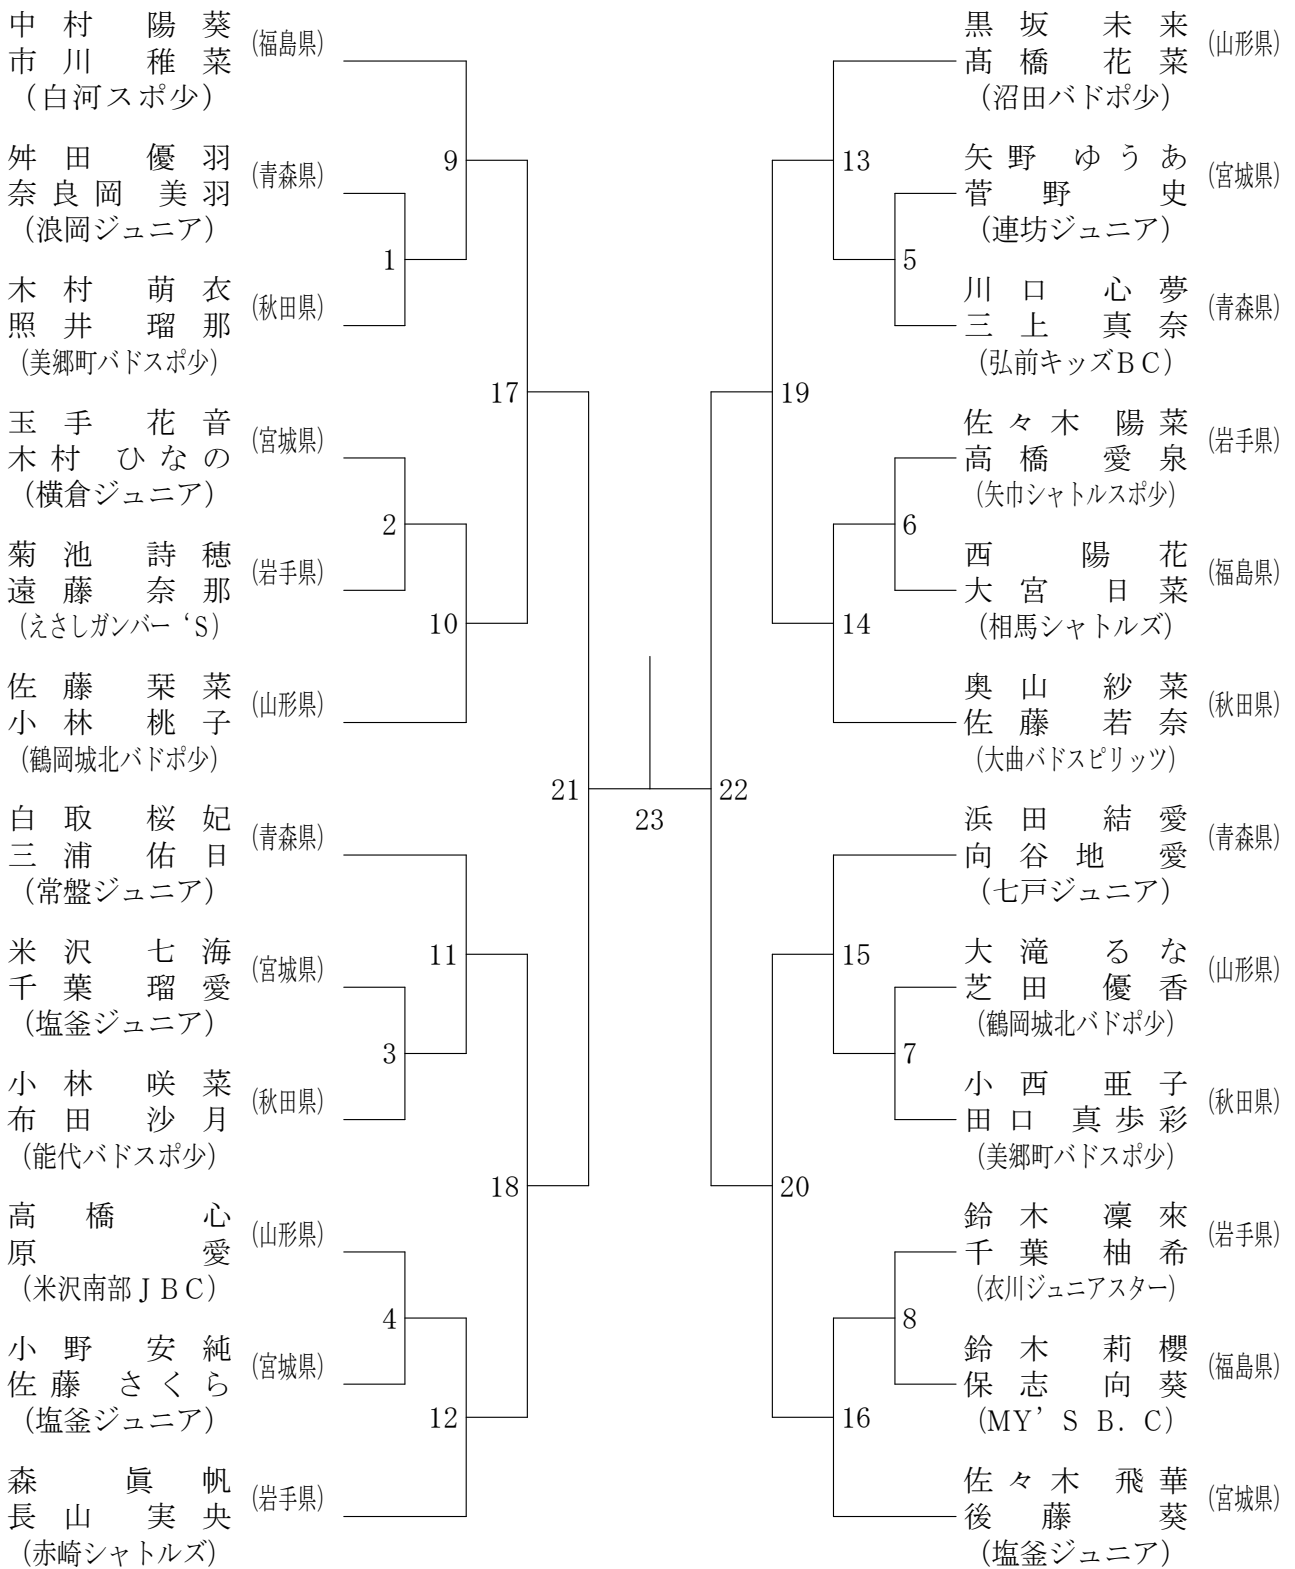 中村 陽葵
市川 稚菜
(福島県)
(白河スポ少)
舛田 優羽
奈良岡 美羽
(青森県)
(浪岡ジュニア)
木村 萌衣
照井 瑠那
(秋田県)
(美郷町バドスポ少)
玉手 花音
木村 ひなの
(宮城県)
(横倉ジュニア)
菊池 詩穂
遠藤 奈那
(岩手県)
(えさしガンバー‘S)
佐藤 栞菜
小林 桃子
(山形県)
(鶴岡城北バドポ少)
白取 桜妃
三浦 佑日
(青森県)
(常盤ジュニア)
米沢 七海
千葉 瑠愛
(宮城県)
(塩釜ジュニア)
小林 咲菜
布田 沙月
(秋田県)
(能代バドスポ少)
高橋 心
原 愛
(山形県)
(米沢南部JBC)
小野 安純
佐藤 さくら
(宮城県)
(塩釜ジュニア)
森 眞帆
長山 実央
(岩手県)
(赤崎シャトルズ)
1
2
3
4
9
10
11
12
17
18
21
23
22
19
20
13
14
15
16
5
6
7
8
黒坂 未来
髙橋 花菜
(山形県)
(沼田バドポ少)
矢野 ゆうあ
菅野 史
(宮城県)
(連坊ジュニア)
川口 心夢
三上 真奈
(青森県)
(弘前キッズBC)
佐々木 陽菜
高橋 愛泉
(岩手県)
(矢巾シャトルスポ少)
西 陽花
大宮 日菜
(福島県)
(相馬シャトルズ)
奥山 紗菜
佐藤 若奈
(秋田県)
(大曲バドスピリッツ)
浜田 結愛
向谷地 愛
(青森県)
(七戸ジュニア)
大滝 るな
芝田 優香
(山形県)
(鶴岡城北バドポ少)
小西 亜子
田口 真歩彩
(秋田県)
(美郷町バドスポ少)
鈴木 凜來
千葉 柚希
(岩手県)
(衣川ジュニアスター)
鈴木 莉櫻
保志 向葵
(福島県)
(MY’S B. C)
佐々木 飛華
後藤 葵
(宮城県)
(塩釜ジュニア)